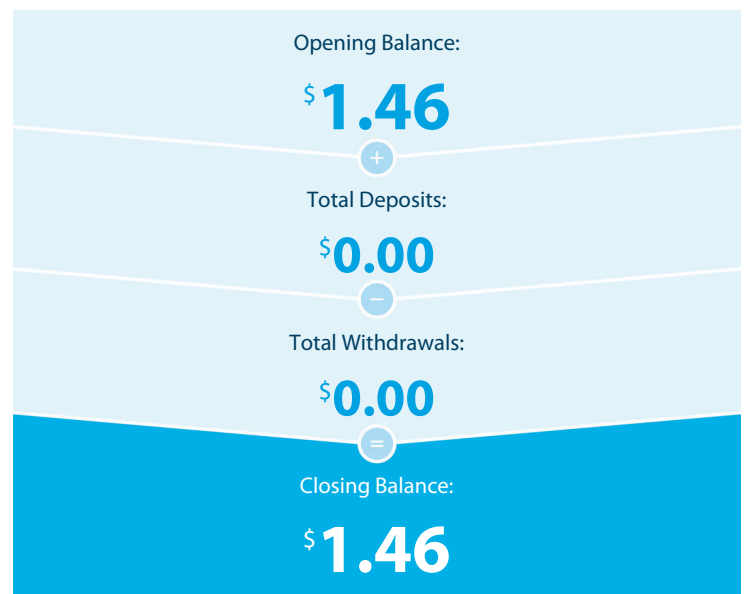 Opening Balance:
$1.46
+
Total Deposits:
$0.00
−
Total Withdrawals:
$0.00
=
Closing Balance:
$1.46